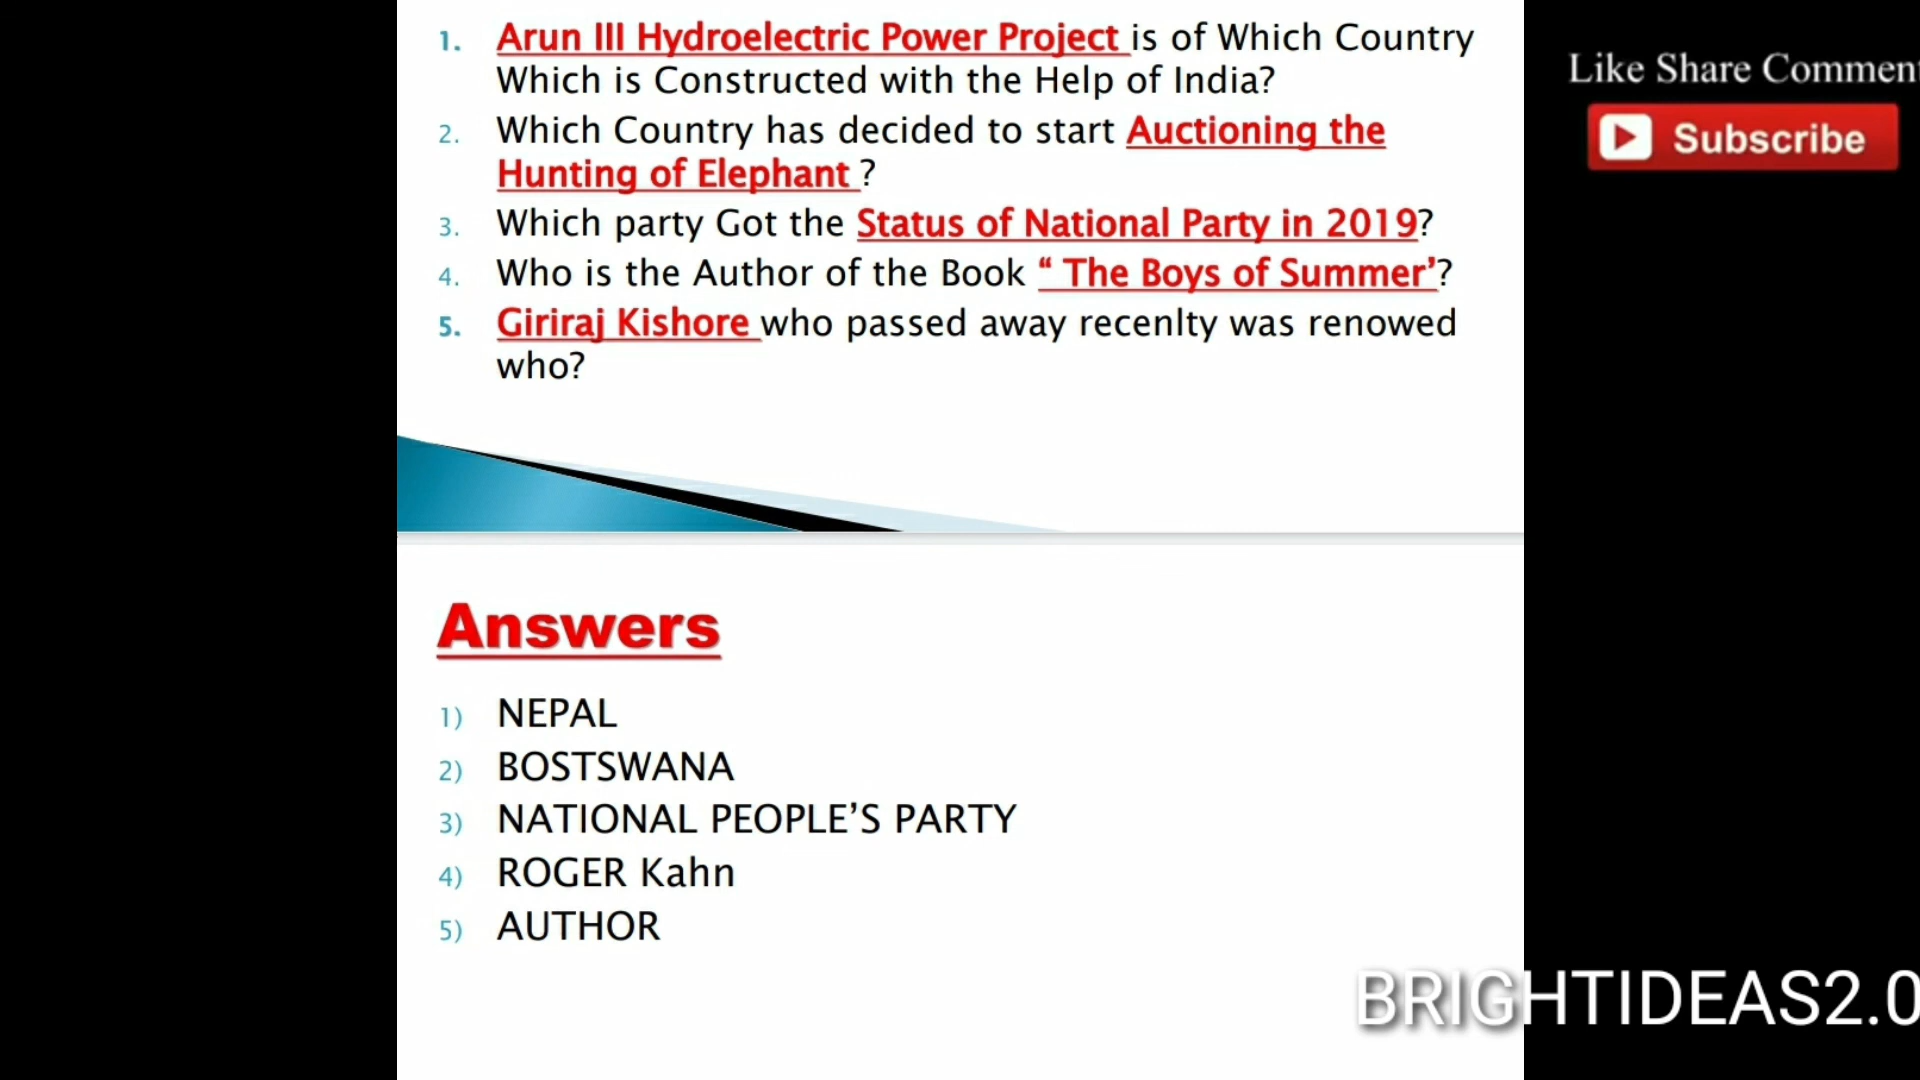 1. Arun III Hydroelectric Power Project is of Which Country
Which is Constructed with the Help of India?
2. Which Country has decided to start Auctioning the
Hunting of Elephant ?
3. Which party Got the Status of National Party in 2019?
4. Who is the Author of the Book “ The Boys of Summer’?
5. Giriraj Kishore who passed away recenlty was renowed
who?
Like Share Comment
Subscribe
Answers
1) NEPAL
2) BOSTSWANA
3) NATIONAL PEOPLE’S PARTY
4) ROGER Kahn
5) AUTHOR
BRIGHTIDEAS2.0